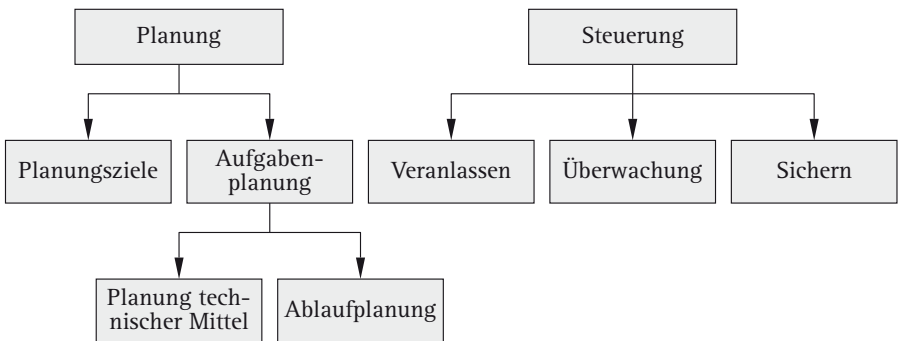 Planung
Steuerung
Planungsziele
Aufgaben-
planung
Veranlassen
Überwachung
Sichern
Planung tech-
nischer Mittel
Ablaufplanung